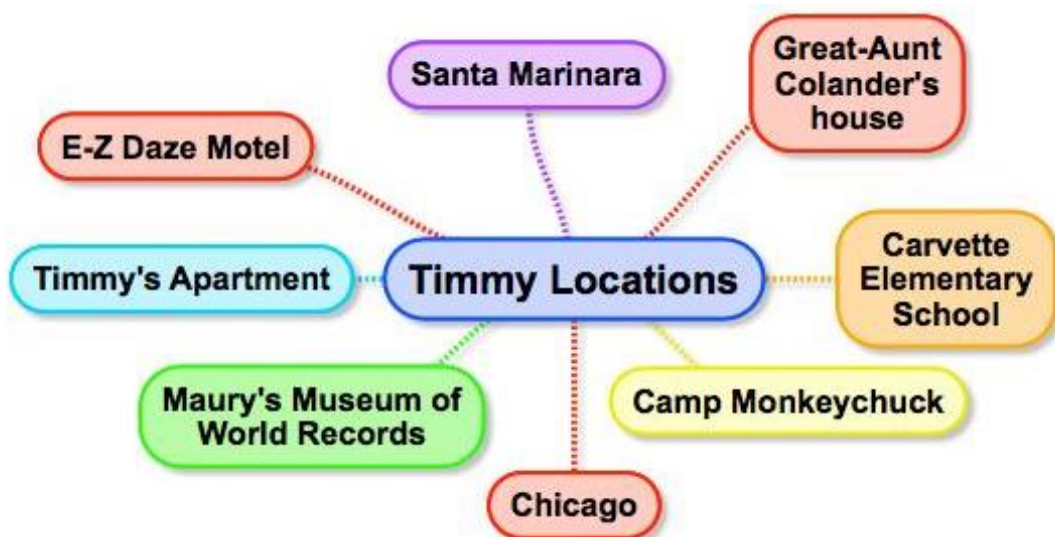 Santa Marinara
Great-Aunt
Colander's
house
E-Z Daze Motel
Timmy's Apartment
Timmy Locations
Carvette
Elementary
School
Maury's Museum of
World Records
Camp Monkeychuck
Chicago